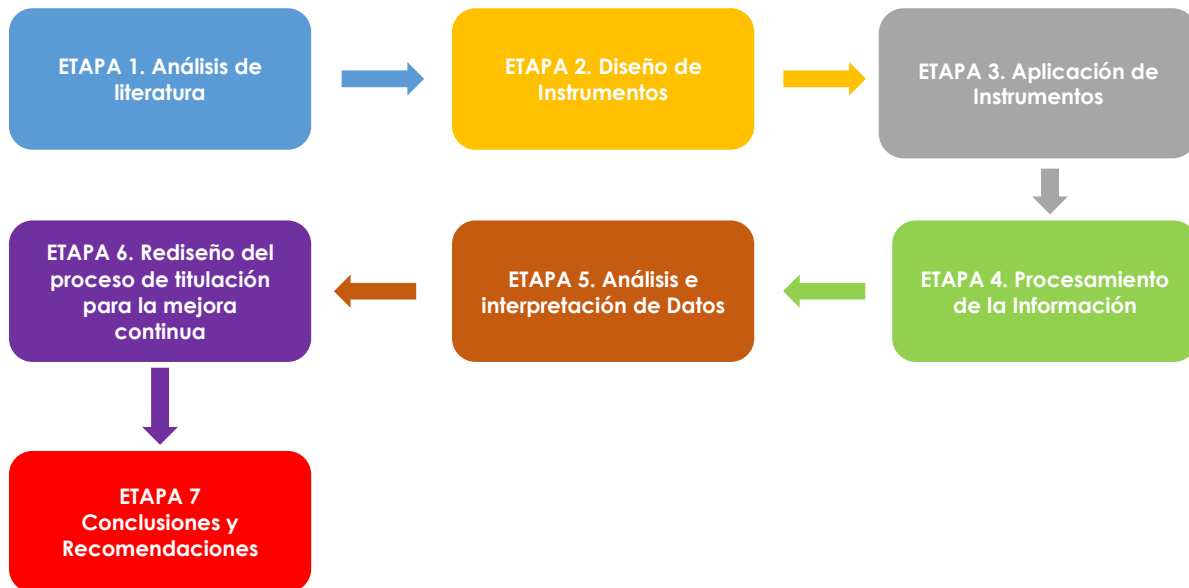 ETAPA 1. Análisis de
literatura
ETAPA 2. Diseño de
Instrumentos
ETAPA 3. Aplicación de
Instrumentos
ETAPA 4. Procesamiento
de la Información
ETAPA 5. Análisis e
interpretación de Datos
ETAPA 6. Rediseño del
proceso de titulación
para la mejora
continua
ETAPA 7
Conclusiones y
Recomendaciones